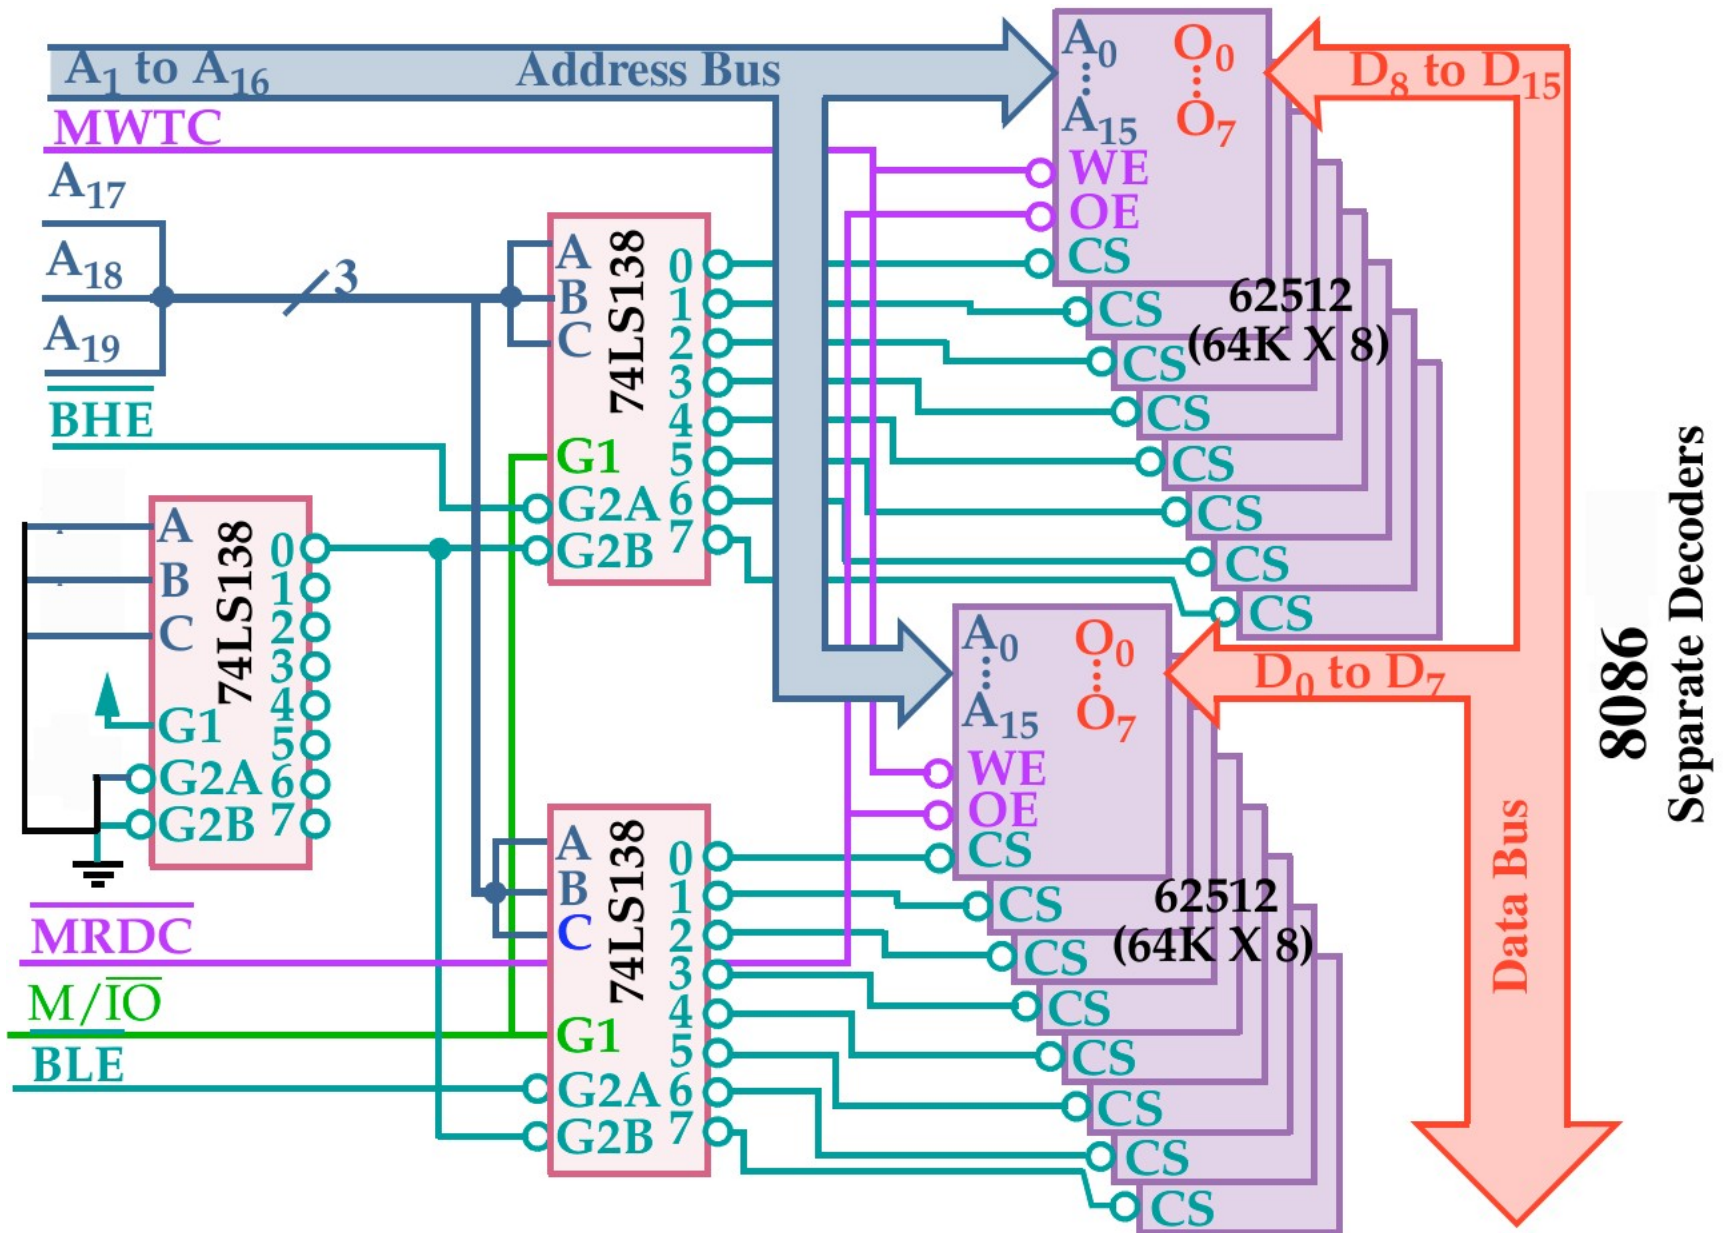 A1 to A16
Address Bus
MWTC
A17
A18
A19
3
BHE
A
B
C
G1
G2A
G2B
74LS138
0
1
2
3
4
5
6
7
A
B
C
G1
G2A
G2B
74LS138
0
1
2
3
4
5
6
7
MRDC
M/IO
BLE
A
B
C
G1
G2A
G2B
74LS138
0
1
2
3
4
5
6
7
A0
A15
O0
O7
WE
OE
CS
CS
CS
CS
CS
CS
CS
CS
62512
(64K X 8)
D8 to D15
A0
A15
O0
O7
WE
OE
CS
CS
CS
CS
CS
CS
CS
CS
62512
(64K X 8)
D0 to D7
Data Bus
8086
Separate Decoders